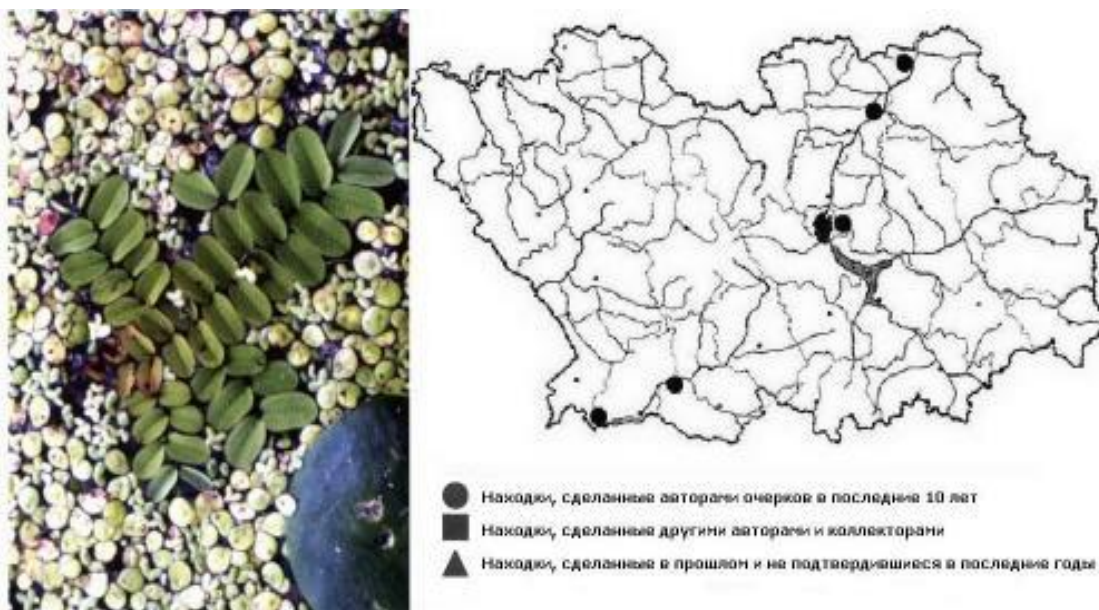 Находки, сделанные авторами очерков в последние 10 лет
Находки, сделанные другими авторами и коллекторами
Находки, сделанные в прошлом и не подтвердившиеся в последние годы